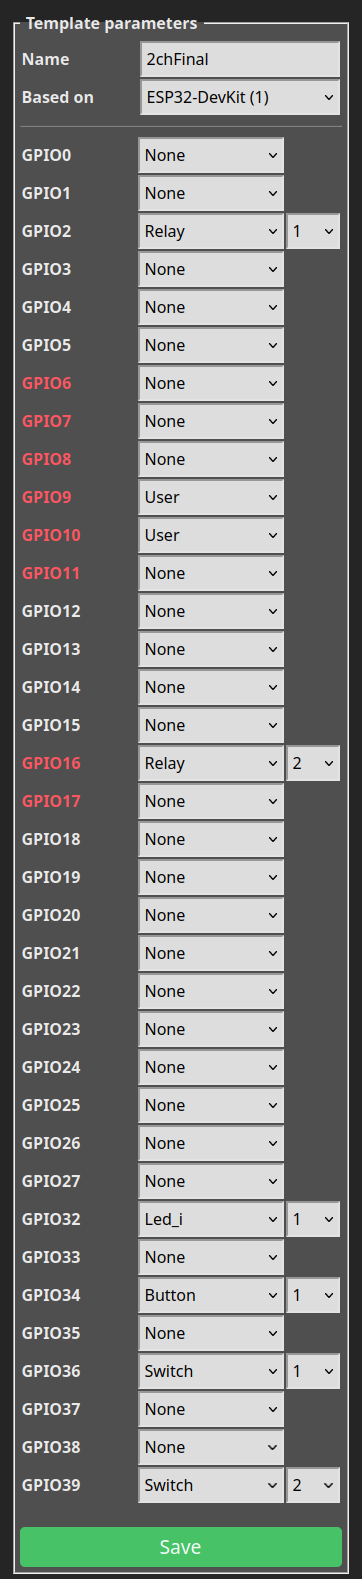 Template parameters
Name 2chFinal
Based on ESP32-DevKit (1)
GPIO0 None
GPIO1 None
GPIO2 Relay 1
GPIO3 None
GPIO4 None
GPIO5 None
GPIO6 None
GPIO7 None
GPIO8 None
GPIO9 User
GPIO10 User
GPIO11 None
GPIO12 None
GPIO13 None
GPIO14 None
GPIO15 None
GPIO16 Relay 2
GPIO17 None
GPIO18 None
GPIO19 None
GPIO20 None
GPIO21 None
GPIO22 None
GPIO23 None
GPIO24 None
GPIO25 None
GPIO26 None
GPIO27 None
GPIO32 Led_i 1
GPIO33 None
GPIO34 Button 1
GPIO35 None
GPIO36 Switch 1
GPIO37 None
GPIO38 None
GPIO39 Switch 2
Save